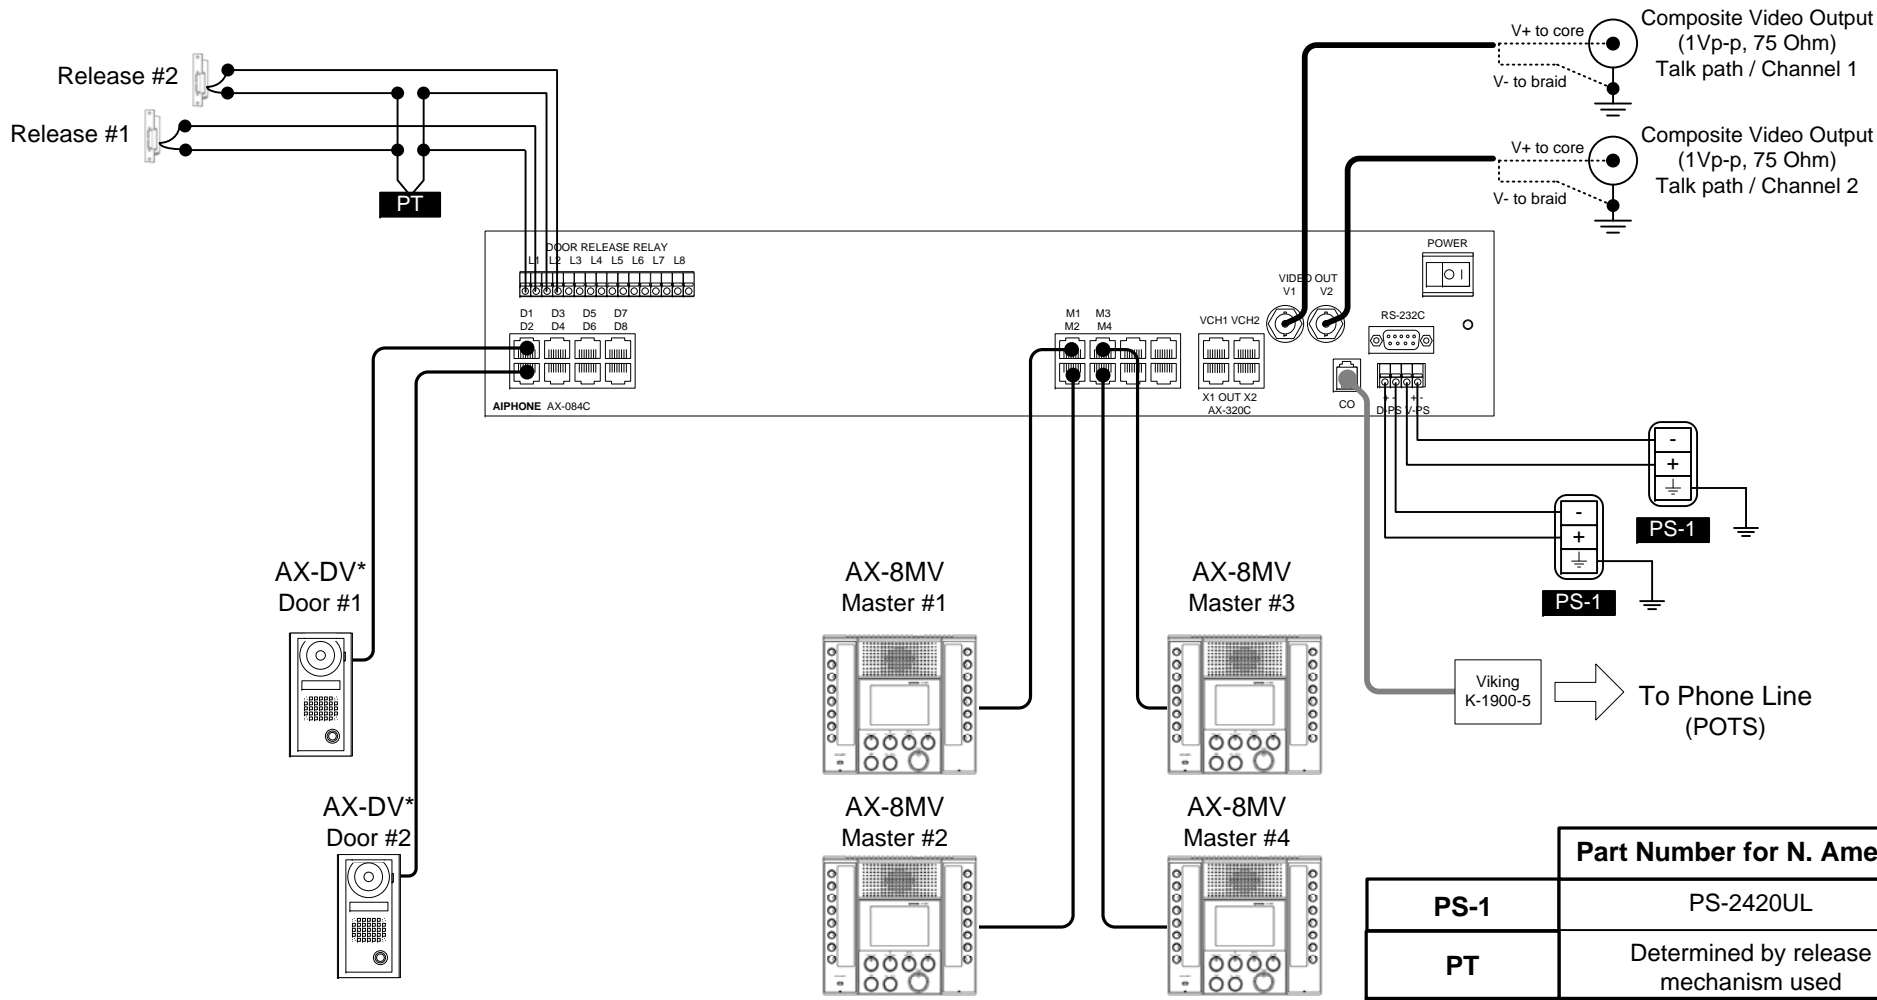 Composite Video Output
(1Vp-p, 75 Ohm)
Talk path / Channel 1
V+ to core
V- to braid
Release #2
Release #1
Composite Video Output
(1Vp-p, 75 Ohm)
Talk path / Channel 2
V+ to core
V- to braid
PT
DOOR RELEASE RELAY
L1 L2 L3 L4 L5 L6 L7 L8
POWER
VIDEO OUT
V1 V2
D1 D3 D5 D7
D2 D4 D6 D8
M1 M3
M2 M4
VCH1 VCH2
RS-232C
AIPHONE AX-084C
X1 OUT X2
AX-320C
CO
+ - + -
D-PS V-PS
-
+
PS-1
-
+
PS-1
AX-DV*
Door #1
AX-8MV
Master #1
AX-8MV
Master #3
Viking
K-1900-5
To Phone Line
(POTS)
AX-DV*
Door #2
AX-8MV
Master #2
AX-8MV
Master #4
Part Number for N. Ame
PS-1 PS-2420UL
PT Determined by release
mechanism used